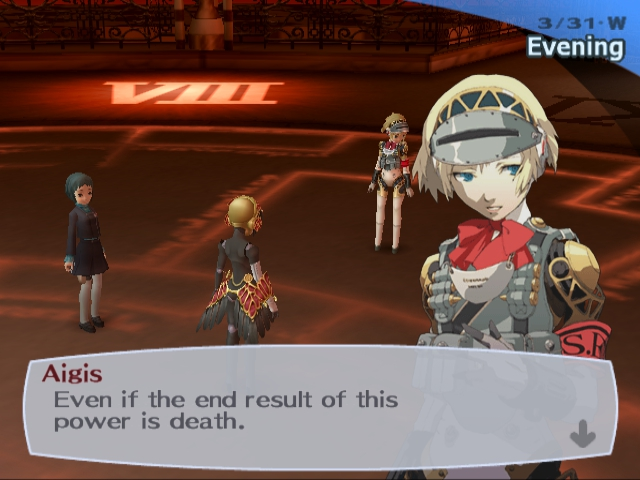 3/31・W
Evening
VIII
S.
Aigis
Even if the end result of this
power is death.